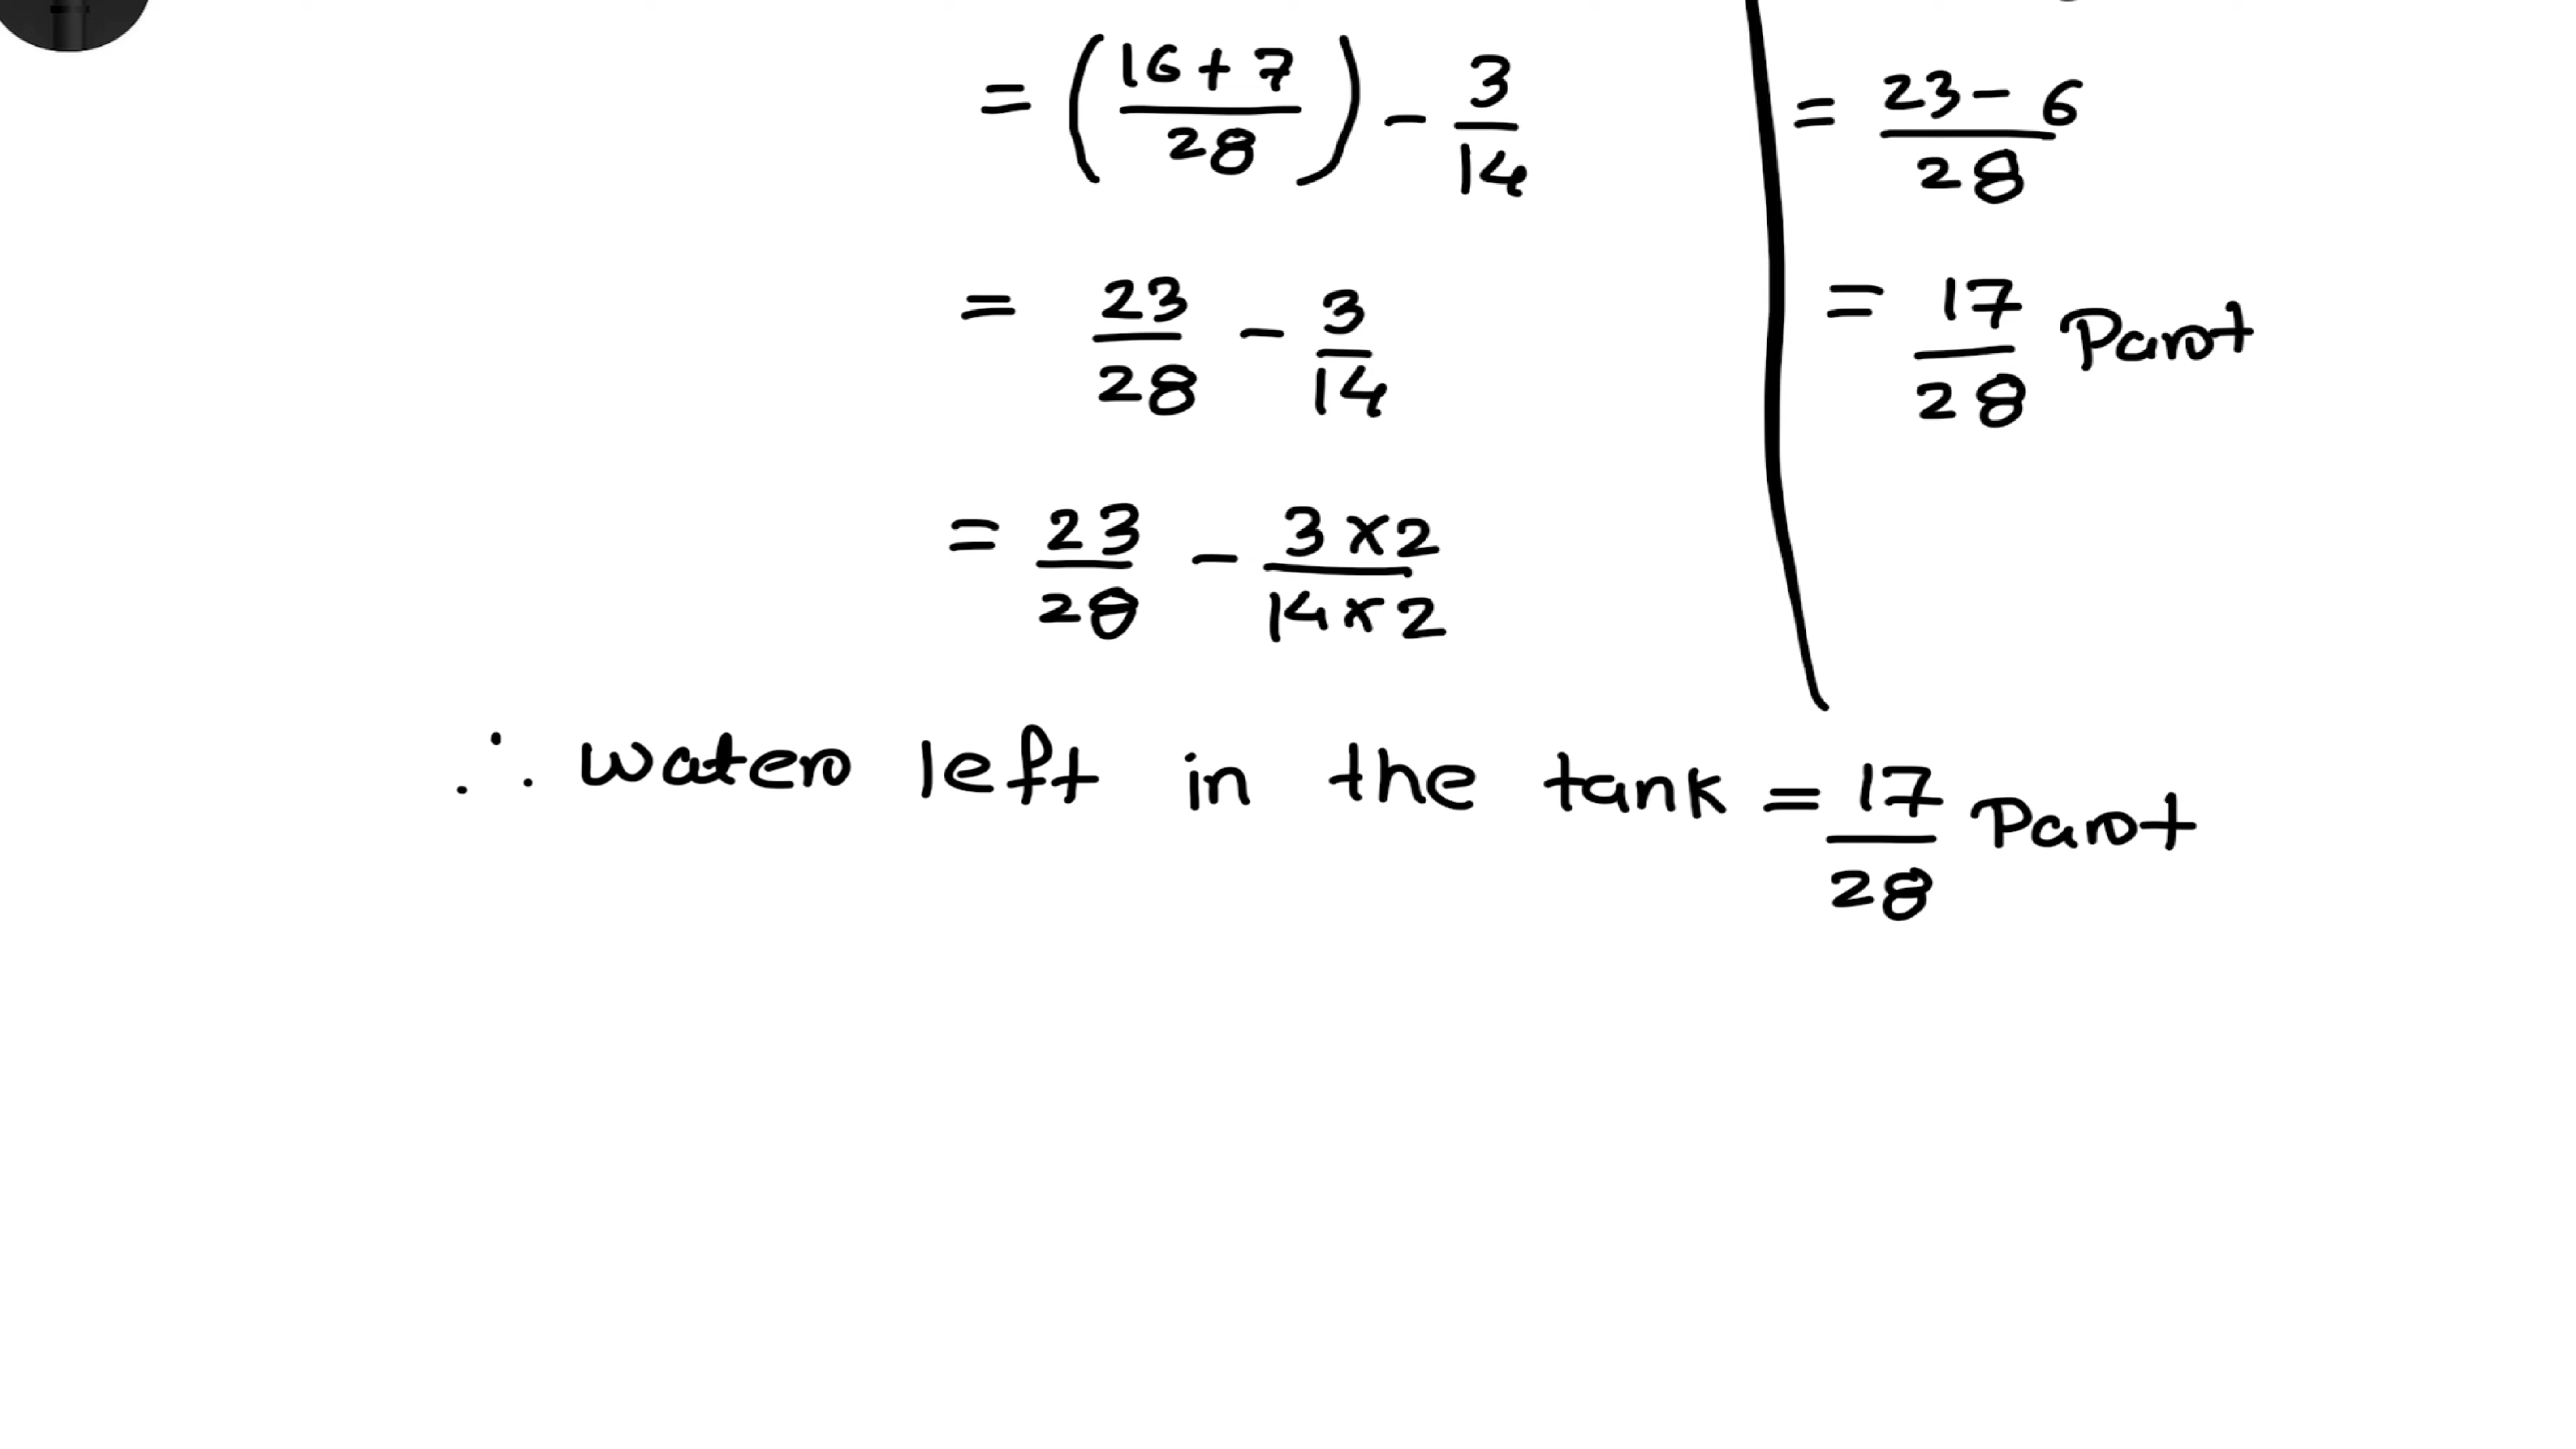 = (16+7/28) - 3/14
= 23/28 - 3/14
= 23/28 - 3×2/14×2
= 23-6/28
= 17/28 Part
∴ water left in the tank = 17/28 Part